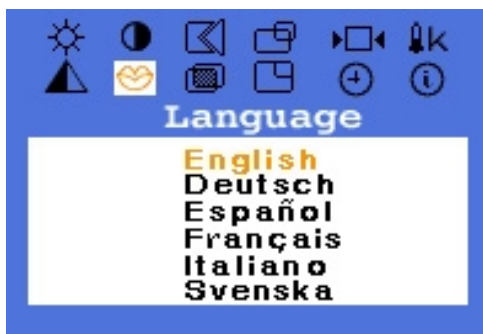 K
Language
English
Deutsch
Español
Français
Italiano
Svenska